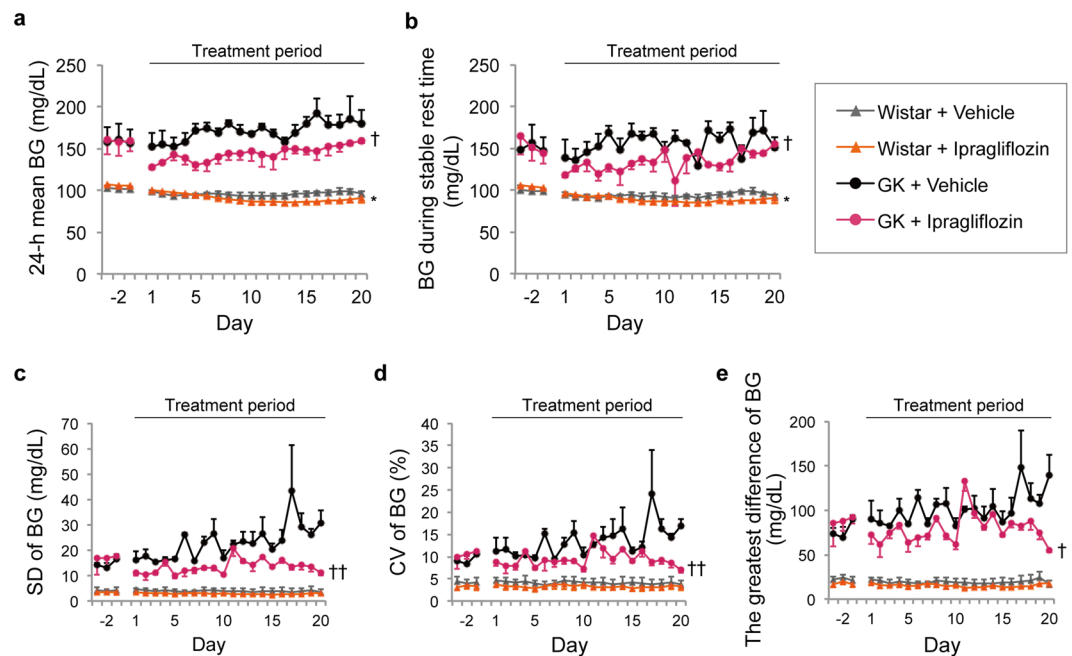 a
Treatment period
24-h mean BG (mg/dL)
250
200
150
100
50
0
†
*
-2 1 5 10 15 20
Day
b
Treatment period
BG during stable rest time
(mg/dL)
250
200
150
100
50
0
†
*
-2 1 5 10 15 20
Day
Wistar + Vehicle
Wistar + Ipragliflozin
GK + Vehicle
GK + Ipragliflozin
c
Treatment period
SD of BG (mg/dL)
70
60
50
40
30
20
10
0
††
-2 1 5 10 15 20
Day
d
Treatment period
CV of BG (%)
40
35
30
25
20
15
10
5
0
††
-2 1 5 10 15 20
Day
e
Treatment period
The greatest difference of BG
(mg/dL)
200
150
100
50
0
†
-2 1 5 10 15 20
Day